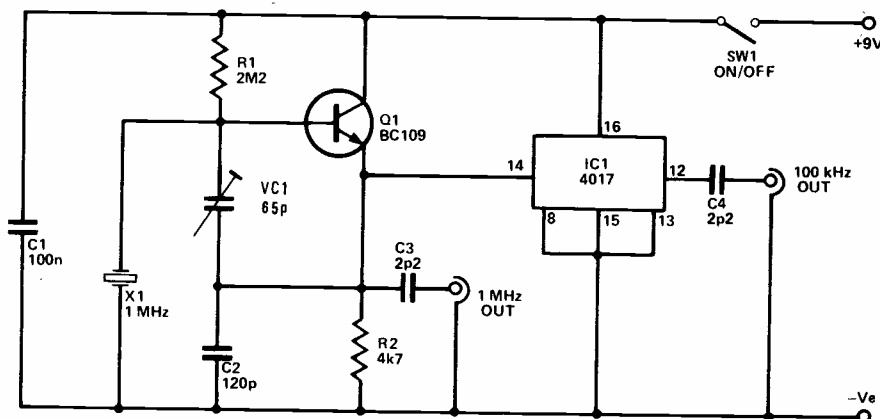 R1
2M2
Q1
BC109
SW1
ON/OFF
+9V
16
14
IC1
4017
12
100 kHz
OUT
C4
2p2
8
15
13
VC1
65p
C1
100n
X1
1 MHz
C3
2p2
1 MHz
OUT
R2
4k7
C2
120p
-Ve